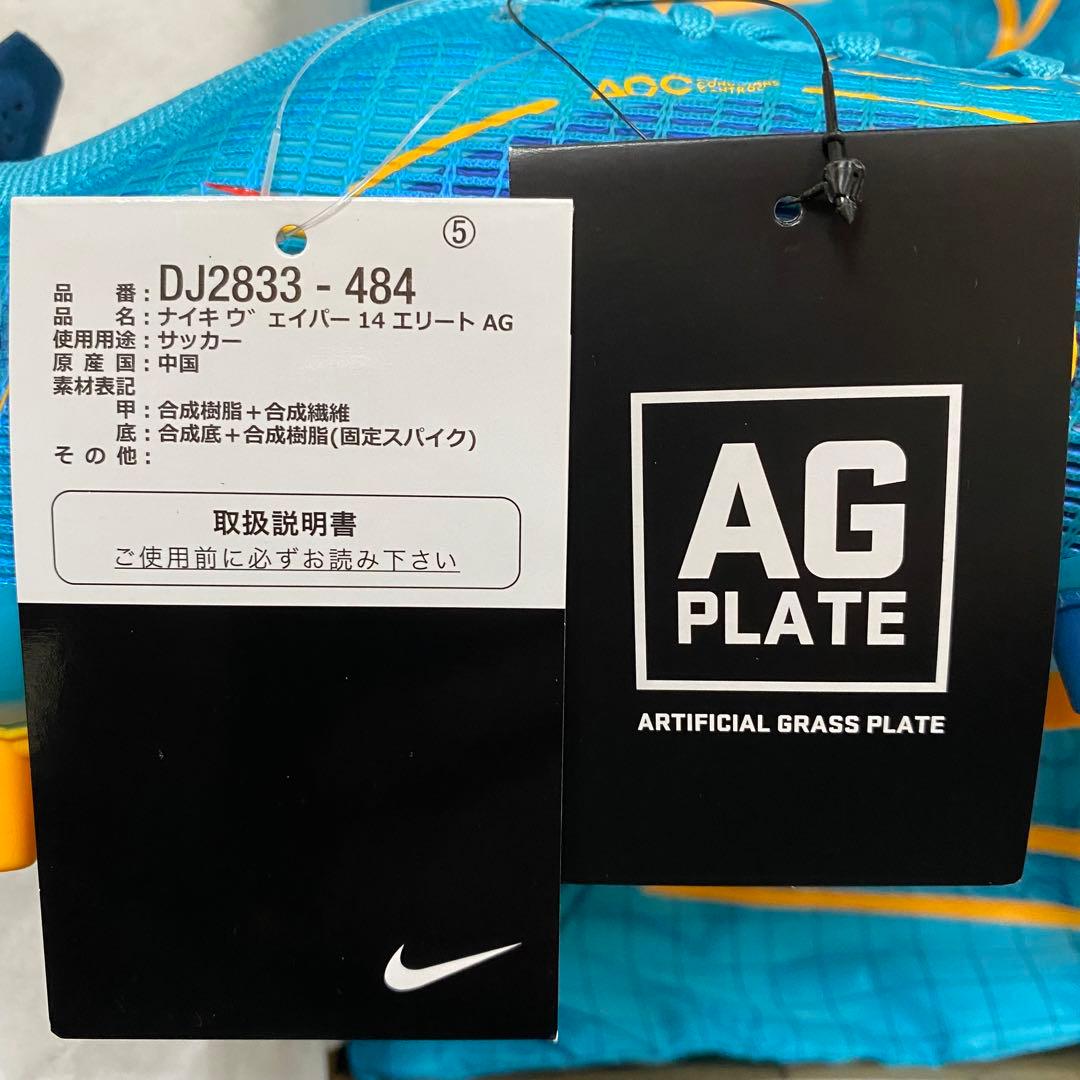 ⑤
品 番：DJ2833 - 484
品 名：ナイキ ヴェイパー 14 エリート AG
使用用途：サッカー
原産国：中国
素材表記
甲：合成樹脂＋合成繊維
底：合成底＋合成樹脂(固定スパイク)
その他：
取扱説明書
ご使用前に必ずお読み下さい
ACC
AG
PLATE
ARTIFICIAL GRASS PLATE